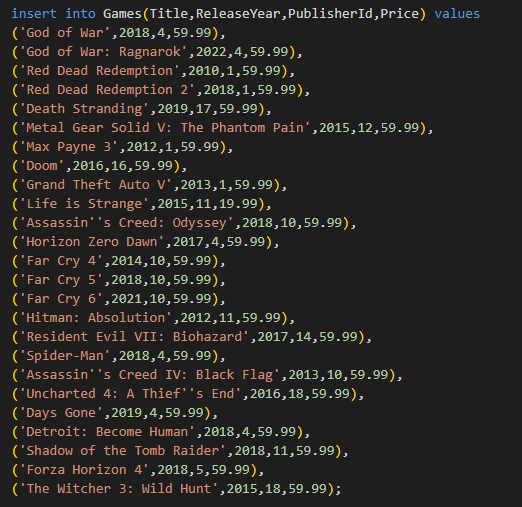 insert into Games(Title,ReleaseYear,PublisherId,Price) values
('God of War',2018,4,59.99),
('God of War: Ragnarok',2022,4,59.99),
('Red Dead Redemption',2010,1,59.99),
('Red Dead Redemption 2',2018,1,59.99),
('Death Stranding',2019,17,59.99),
('Metal Gear Solid V: The Phantom Pain',2015,12,59.99),
('Max Payne 3',2012,1,59.99),
('Doom',2016,16,59.99),
('Grand Theft Auto V',2013,1,59.99),
('Life is Strange',2015,11,19.99),
('Assassin''s Creed: Odyssey',2018,10,59.99),
('Horizon Zero Dawn',2017,4,59.99),
('Far Cry 4',2014,10,59.99),
('Far Cry 5',2018,10,59.99),
('Far Cry 6',2021,10,59.99),
('Hitman: Absolution',2012,11,59.99),
('Resident Evil VII: Biohazard',2017,14,59.99),
('Spider-Man',2018,4,59.99),
('Assassin''s Creed IV: Black Flag',2013,10,59.99),
('Uncharted 4: A Thief''s End',2016,18,59.99),
('Days Gone',2019,4,59.99),
('Detroit: Become Human',2018,4,59.99),
('Shadow of the Tomb Raider',2018,11,59.99),
('Forza Horizon 4',2018,5,59.99),
('The Witcher 3: Wild Hunt',2015,18,59.99);